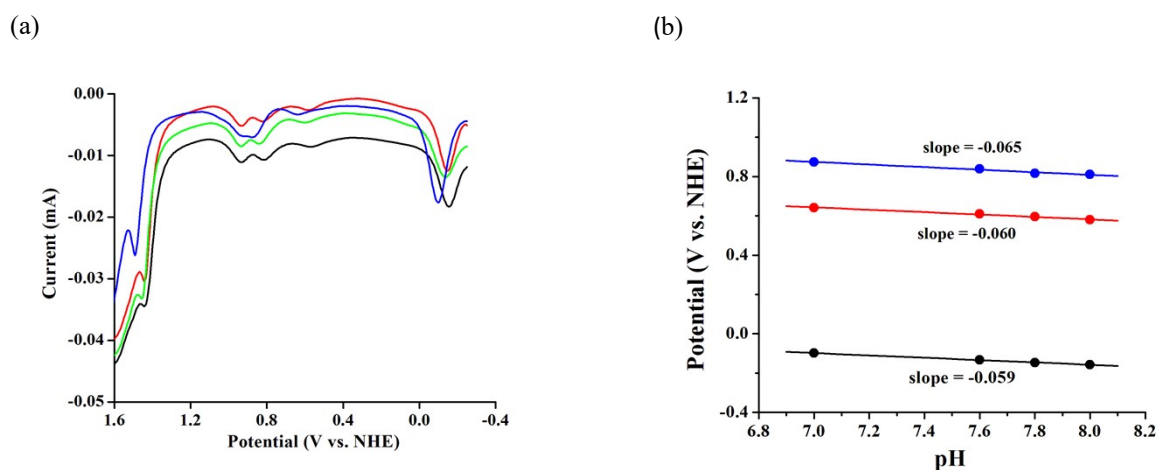 (a)
0.00
-0.01
-0.02
-0.03
-0.04
-0.05
Current (mA)
1.6 1.2 0.8 0.4 0.0 -0.4
Potential (V vs. NHE)
(b)
1.2
0.8
0.4
0.0
-0.4
Potential (V vs. NHE)
slope = -0.065
slope = -0.060
slope = -0.059
6.8 7.0 7.2 7.4 7.6 7.8 8.0 8.2
pH